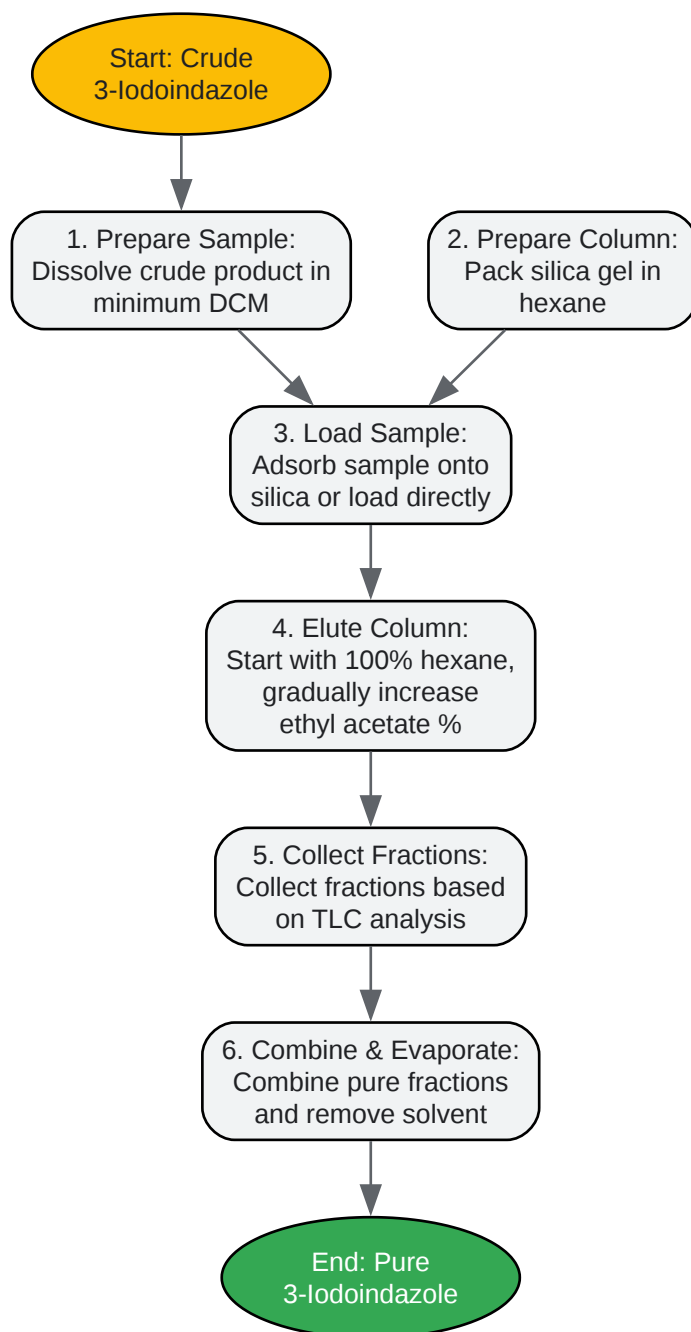 Start: Crude
3-Iodoindazole
1. Prepare Sample:
Dissolve crude product in
minimum DCM
2. Prepare Column:
Pack silica gel in
hexane
3. Load Sample:
Adsorb sample onto
silica or load directly
4. Elute Column:
Start with 100% hexane,
gradually increase
ethyl acetate %
5. Collect Fractions:
Collect fractions based
on TLC analysis
6. Combine & Evaporate:
Combine pure fractions
and remove solvent
End: Pure
3-Iodoindazole